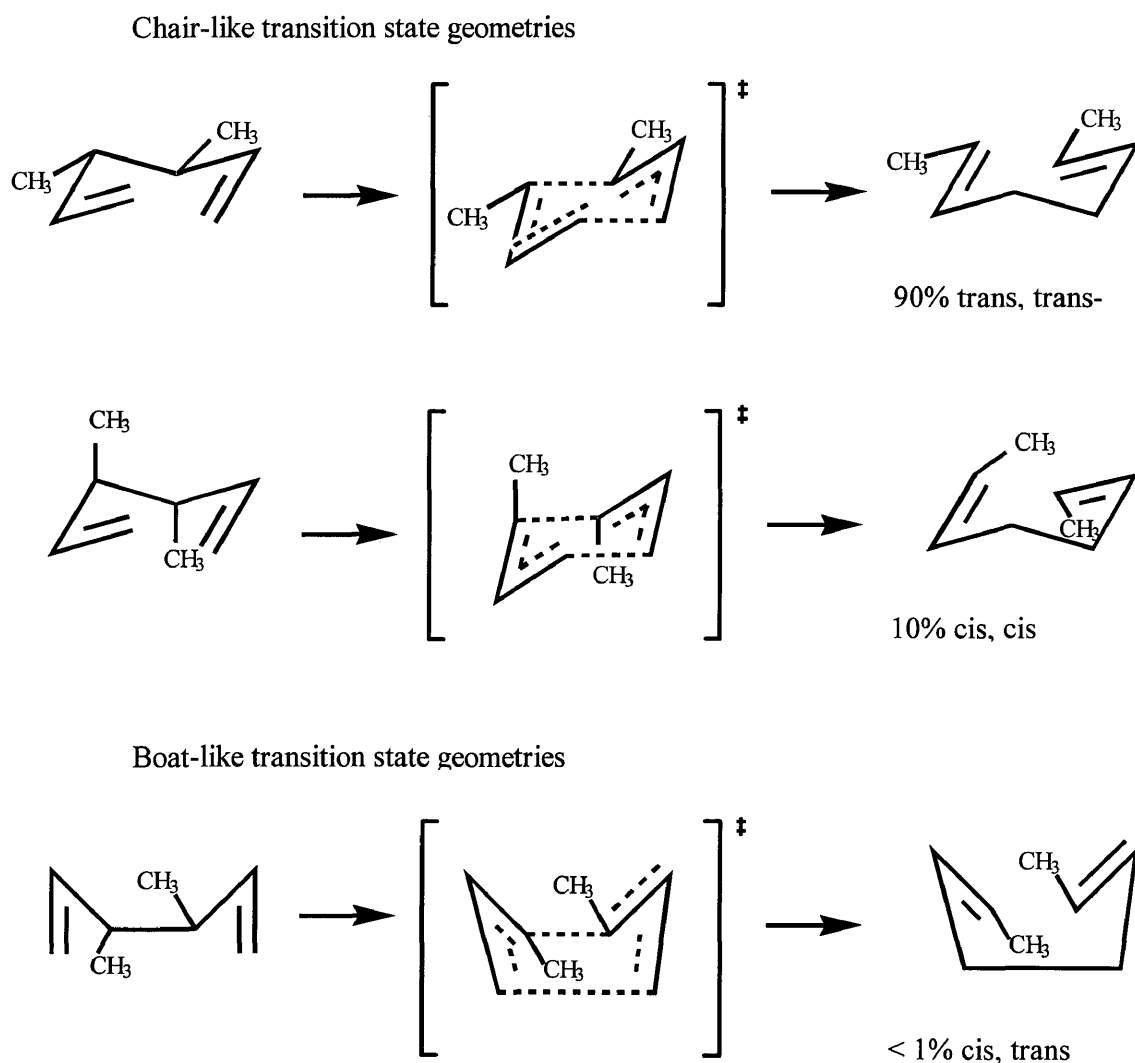 Chair-like transition state geometries
CH3
CH3
CH3
CH3
‡
CH3
CH3
90% trans, trans-
CH3
CH3
CH3
CH3
‡
CH3
CH3
10% cis, cis
Boat-like transition state geometries
CH3
CH3
CH3
CH3
‡
CH3
CH3
< 1% cis, trans